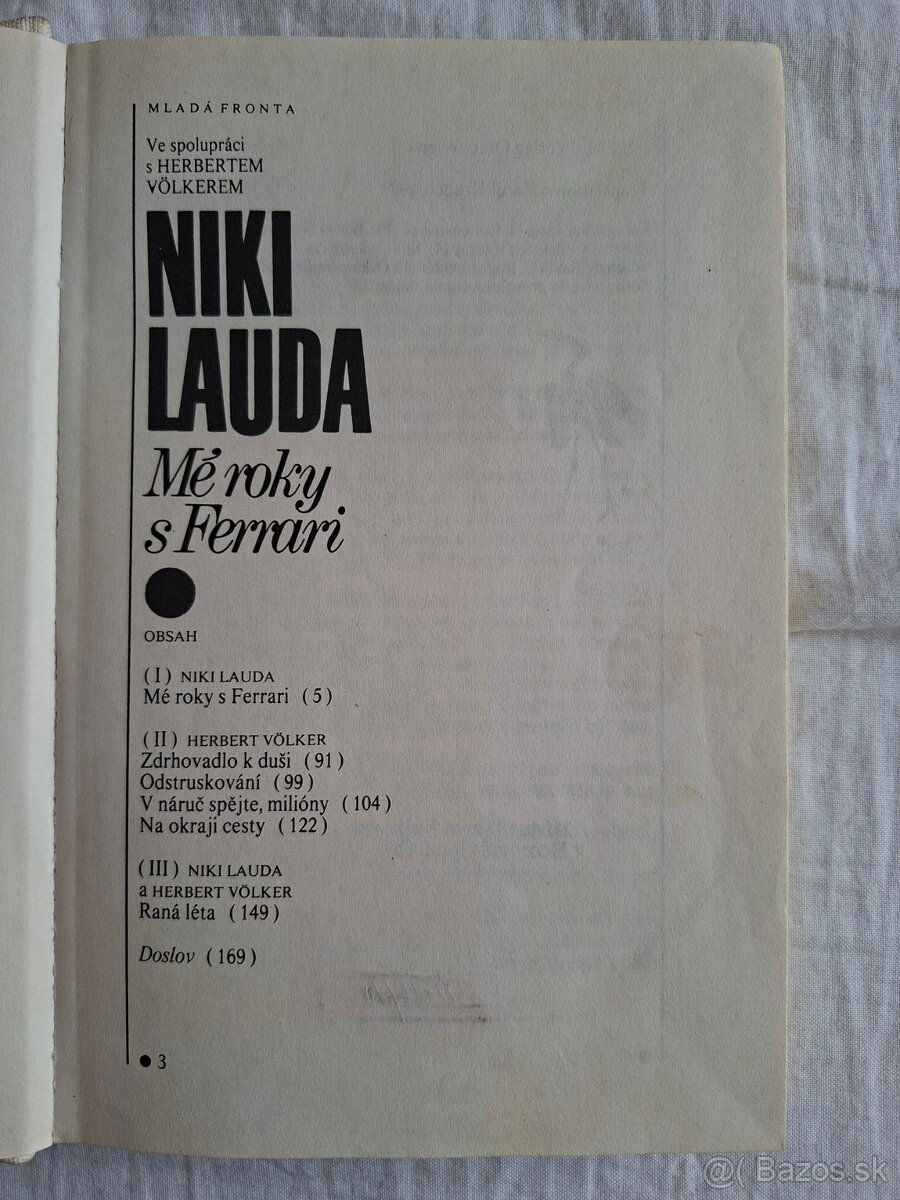 MLADÁ FRONTA
Ve spolupráci
s HERBERTEM
VÖLKEREM
NIKI
LAUDA
Mé roky
s Ferrari
OBSAH
(I) NIKI LAUDA
Mé roky s Ferrari (5)
(II) HERBERT VÖLKER
Zdrhovadlo k duši (91)
Odstruskování (99)
V náruč spějte, milióny (104)
Na okraji cesty (122)
(III) NIKI LAUDA
a HERBERT VÖLKER
Raná léta (149)
Doslov (169)
● 3
Bazos.sk